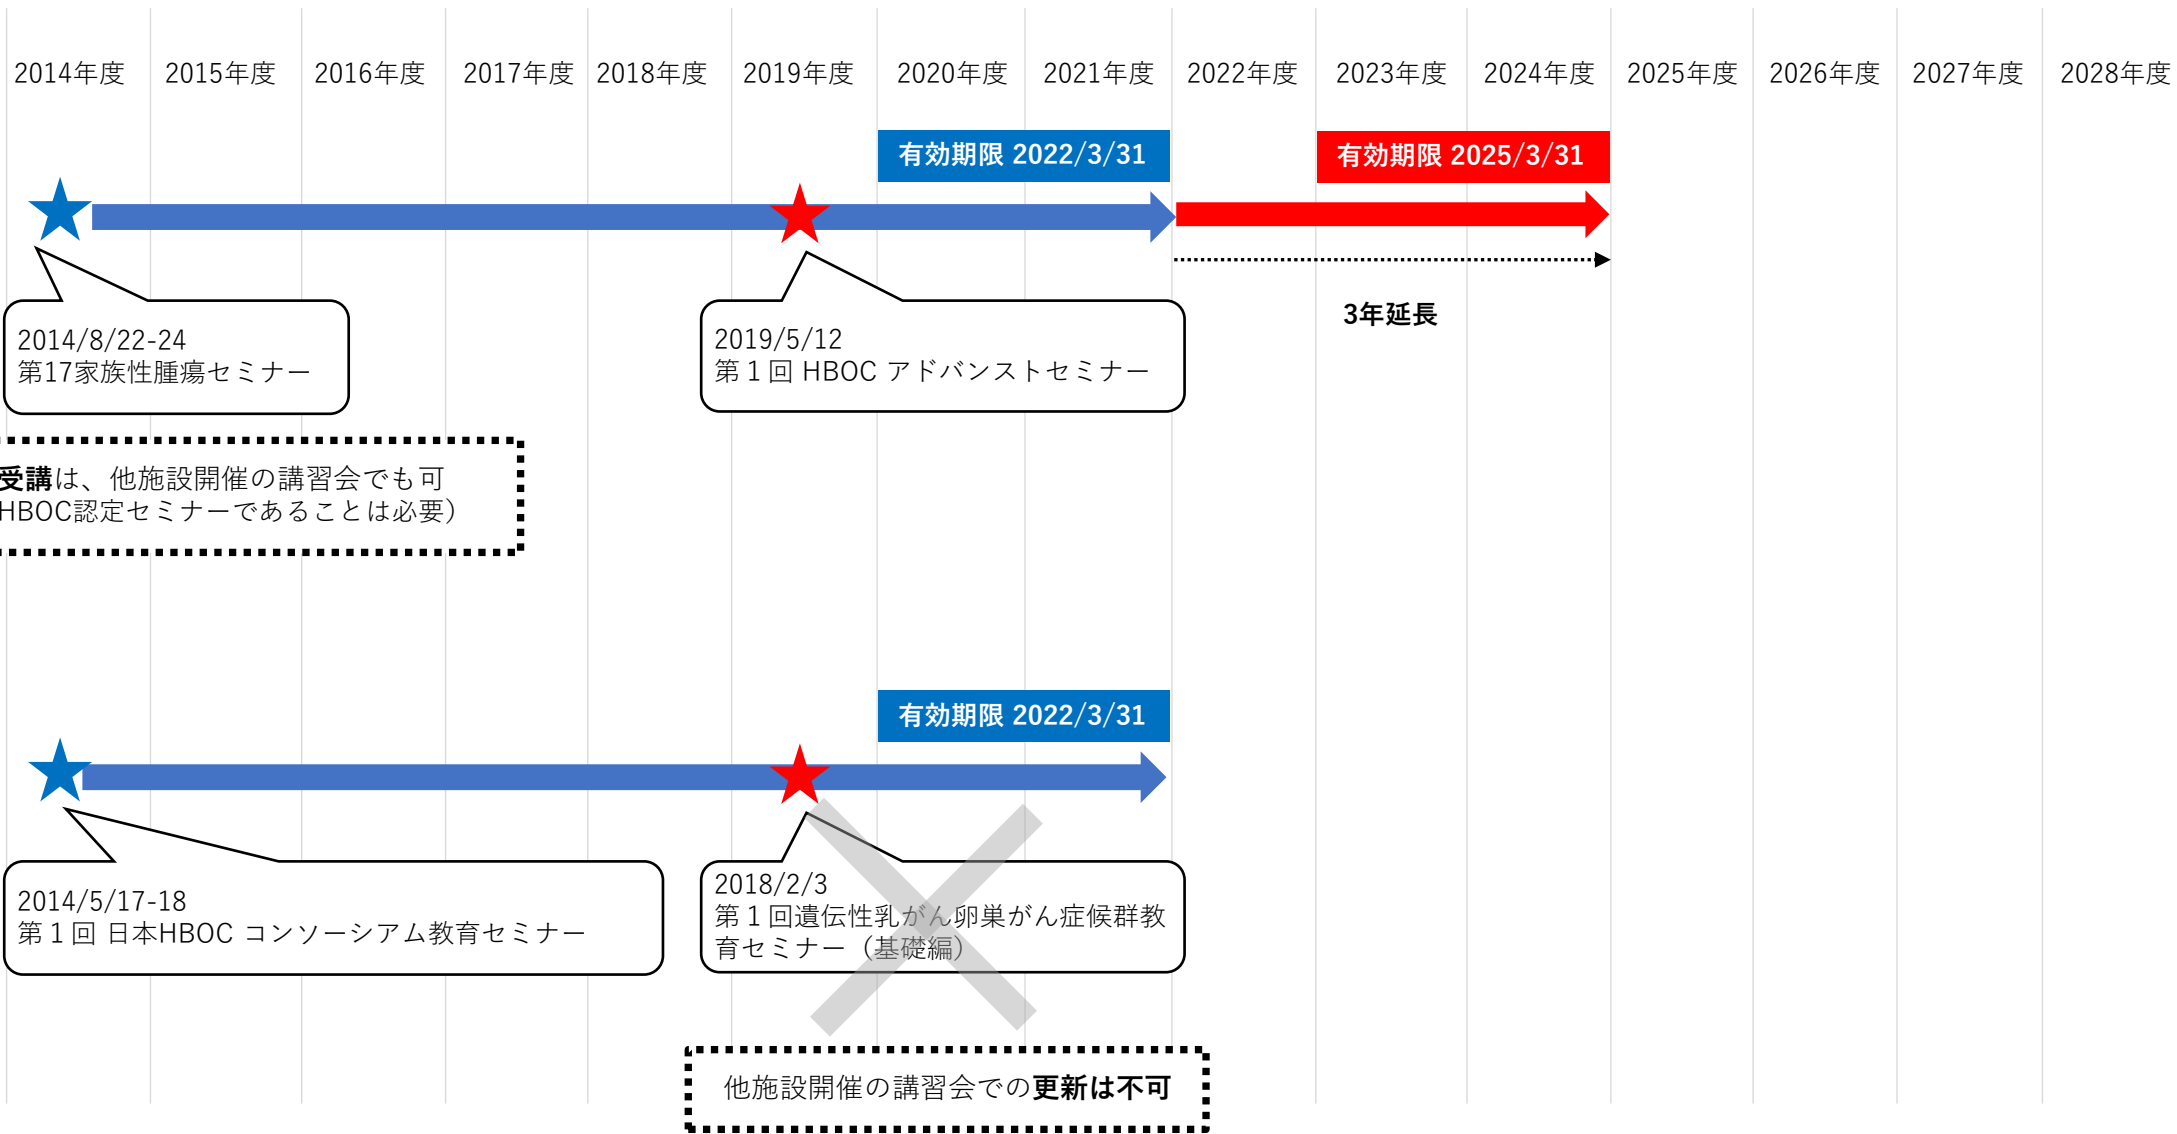 2014年度 2015年度 2016年度 2017年度 2018年度 2019年度 2020年度 2021年度 2022年度 2023年度 2024年度 2025年度 2026年度 2027年度 2028年度
有効期限 2022/3/31
有効期限 2025/3/31
3年延長
2014/8/22-24
第17家族性腫瘍セミナー
2019/5/12
第１回 HBOC アドバンストセミナー
受講は、他施設開催の講習会でも可
HBOC認定セミナーであることは必要）
有効期限 2022/3/31
2014/5/17-18
第１回 日本HBOC コンソーシアム教育セミナー
2018/2/3
第１回遺伝性乳がん卵巣がん症候群教
育セミナー（基礎編）
他施設開催の講習会での更新は不可